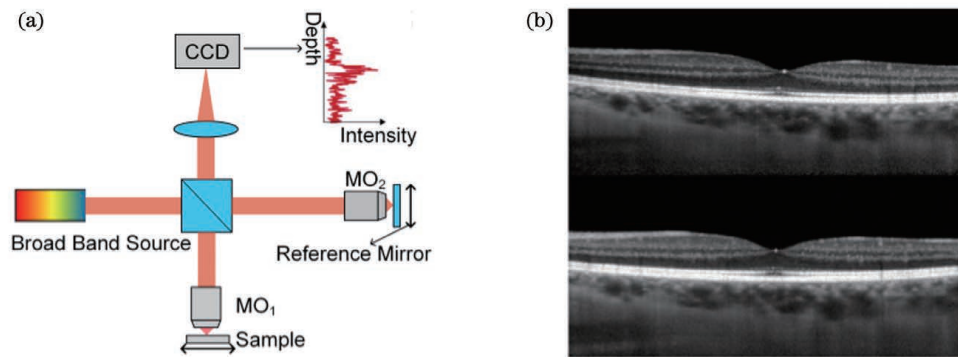 (a)
CCD
Depth
Intensity
MO₂
Broad Band Source
Reference Mirror
MO₁
Sample
(b)